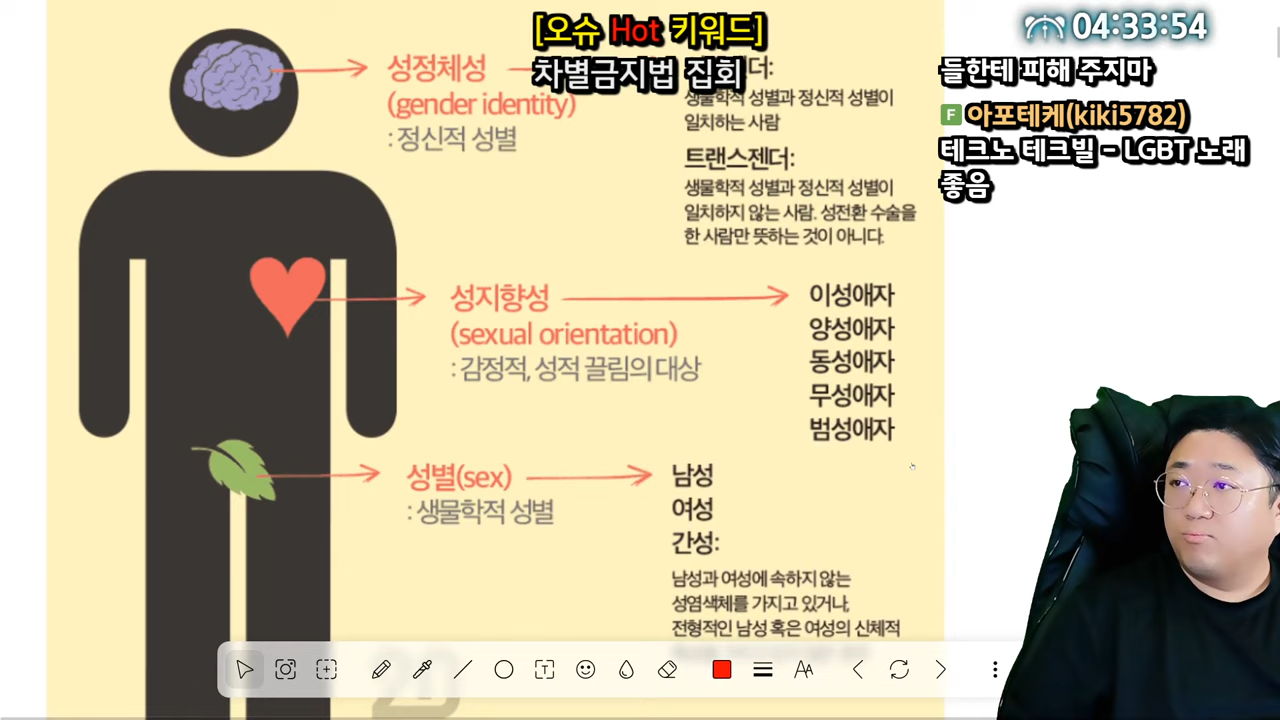 [오슈 Hot 키워드]
차별금지법 집회
04:33:54
들한테 피해 주지마
F 아포테케(kiki5782)
테크노 테크빌 - LGBT 노래
좋음
성정체성
(gender identity)
: 정신적 성별
더:
생물학적 성별과 정신적 성별이
일치하는 사람
트랜스젠더:
생물학적 성별과 정신적 성별이
일치하지 않는 사람. 성전환 수술을
한 사람만 뜻하는 것이 아니다.
성지향성
(sexual orientation)
: 감정적, 성적 끌림의 대상
이성애자
양성애자
동성애자
무성애자
범성애자
성별(sex)
: 생물학적 성별
남성
여성
간성:
남성과 여성에 속하지 않는
성염색체를 가지고 있거나,
전형적인 남성 혹은 여성의 신체적